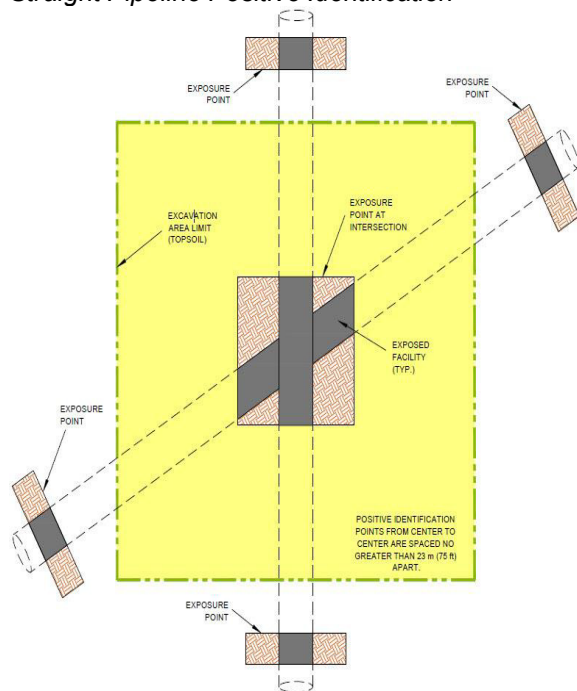 Straight Pipeline Positive Identification
EXPOSURE
POINT
EXPOSURE
POINT
EXCAVATION
AREA LIMIT
(TOPSOIL)
EXPOSURE
POINT AT
INTERSECTION
EXPOSED
FACILITY
(TYP.)
EXPOSURE
POINT
POSITIVE IDENTIFICATION
POINTS FROM CENTER TO
CENTER ARE SPACED NO
GREATER THAN 23 m (75 ft)
APART.
EXPOSURE
POINT